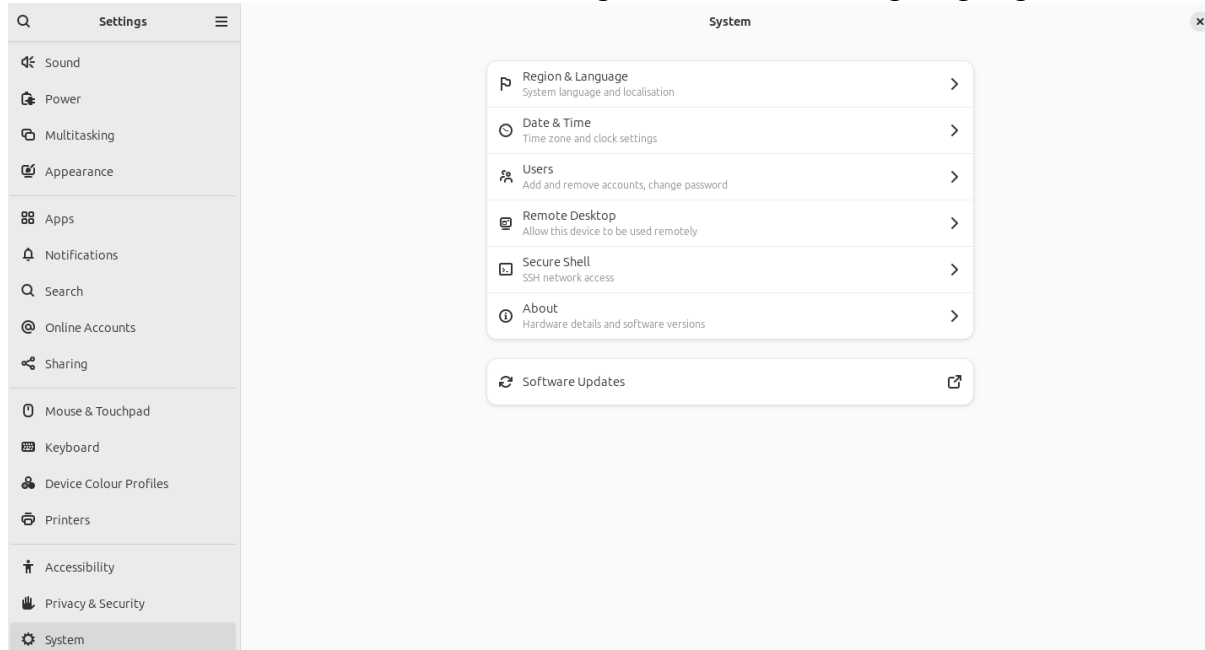 Settings
System
Sound
Power
Multitasking
Appearance
Apps
Notifications
Search
Online Accounts
Sharing
Mouse & Touchpad
Keyboard
Device Colour Profiles
Printers
Accessibility
Privacy & Security
System
Region & Language
System language and localisation
Date & Time
Time zone and clock settings
Users
Add and remove accounts, change password
Remote Desktop
Allow this device to be used remotely
Secure Shell
SSH network access
About
Hardware details and software versions
Software Updates